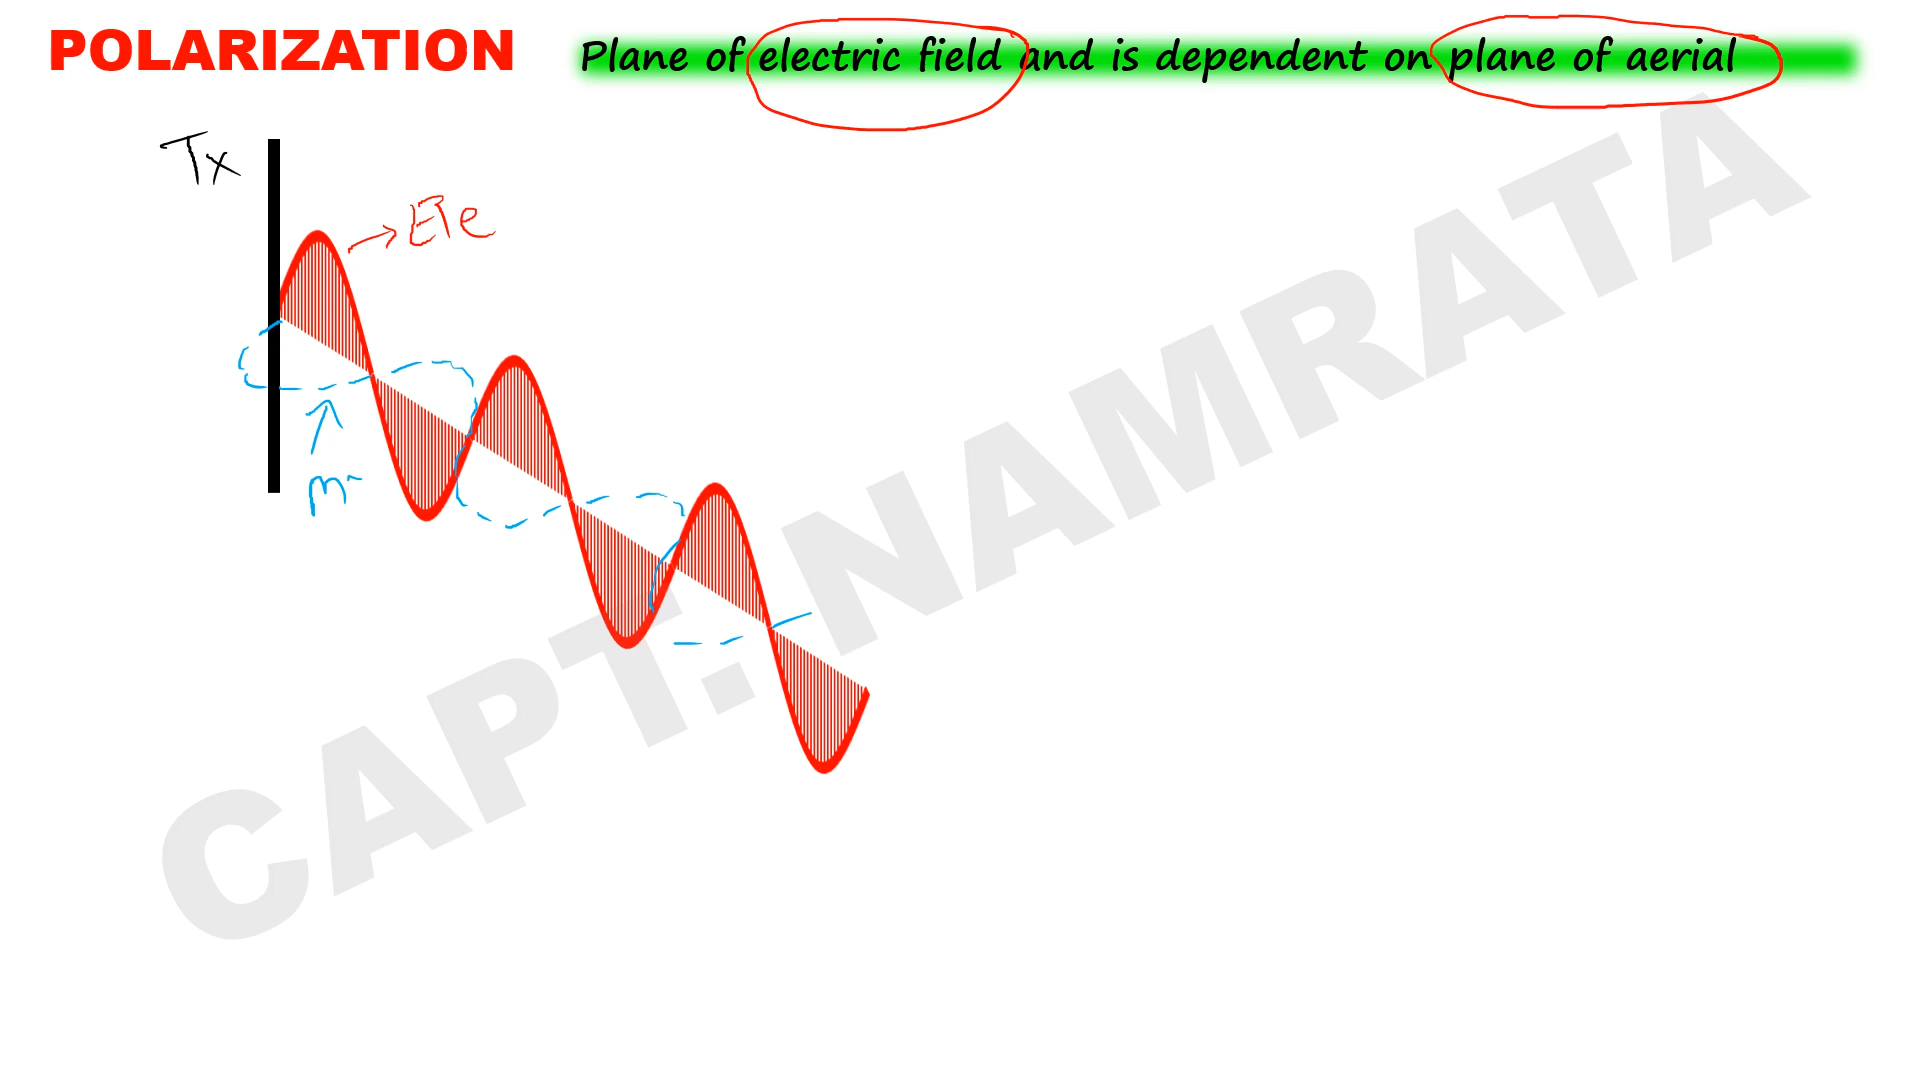 POLARIZATION Plane of electric field and is dependent on plane of aerial
Tx
Ele
m
CAPT. NAMRATA